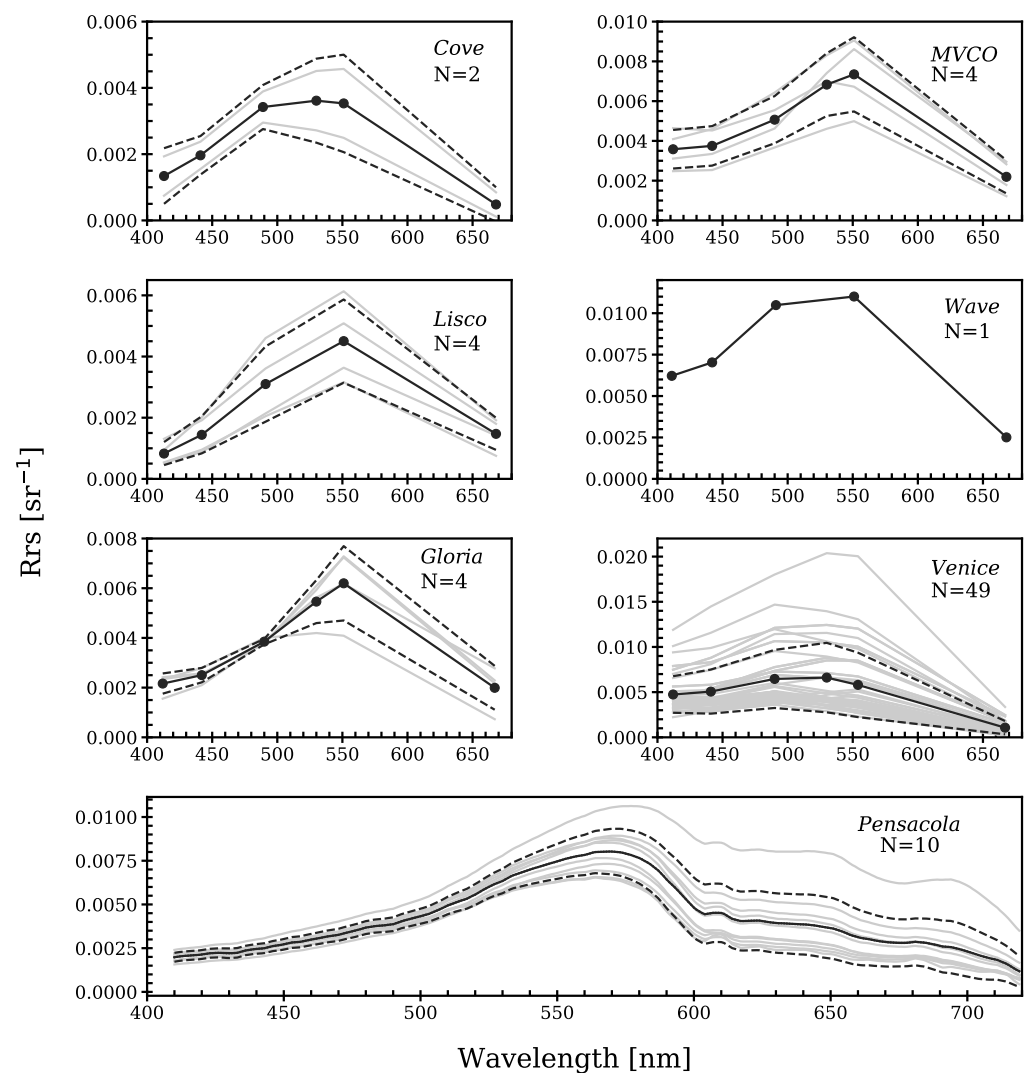 0.006
0.004
0.002
0.000
400 450 500 550 600 650
Cove
N=2
0.010
0.008
0.006
0.004
0.002
0.000
400 450 500 550 600 650
MVCO
N=4
0.006
0.004
0.002
0.000
400 450 500 550 600 650
Lisco
N=4
0.0100
0.0075
0.0050
0.0025
0.0000
400 450 500 550 600 650
Wave
N=1
Rrs [sr⁻¹]
0.008
0.006
0.004
0.002
0.000
400 450 500 550 600 650
Gloria
N=4
0.020
0.015
0.010
0.005
0.000
400 450 500 550 600 650
Venice
N=49
0.0100
0.0075
0.0050
0.0025
0.0000
400 450 500 550 600 650 700
Pensacola
N=10
Wavelength [nm]